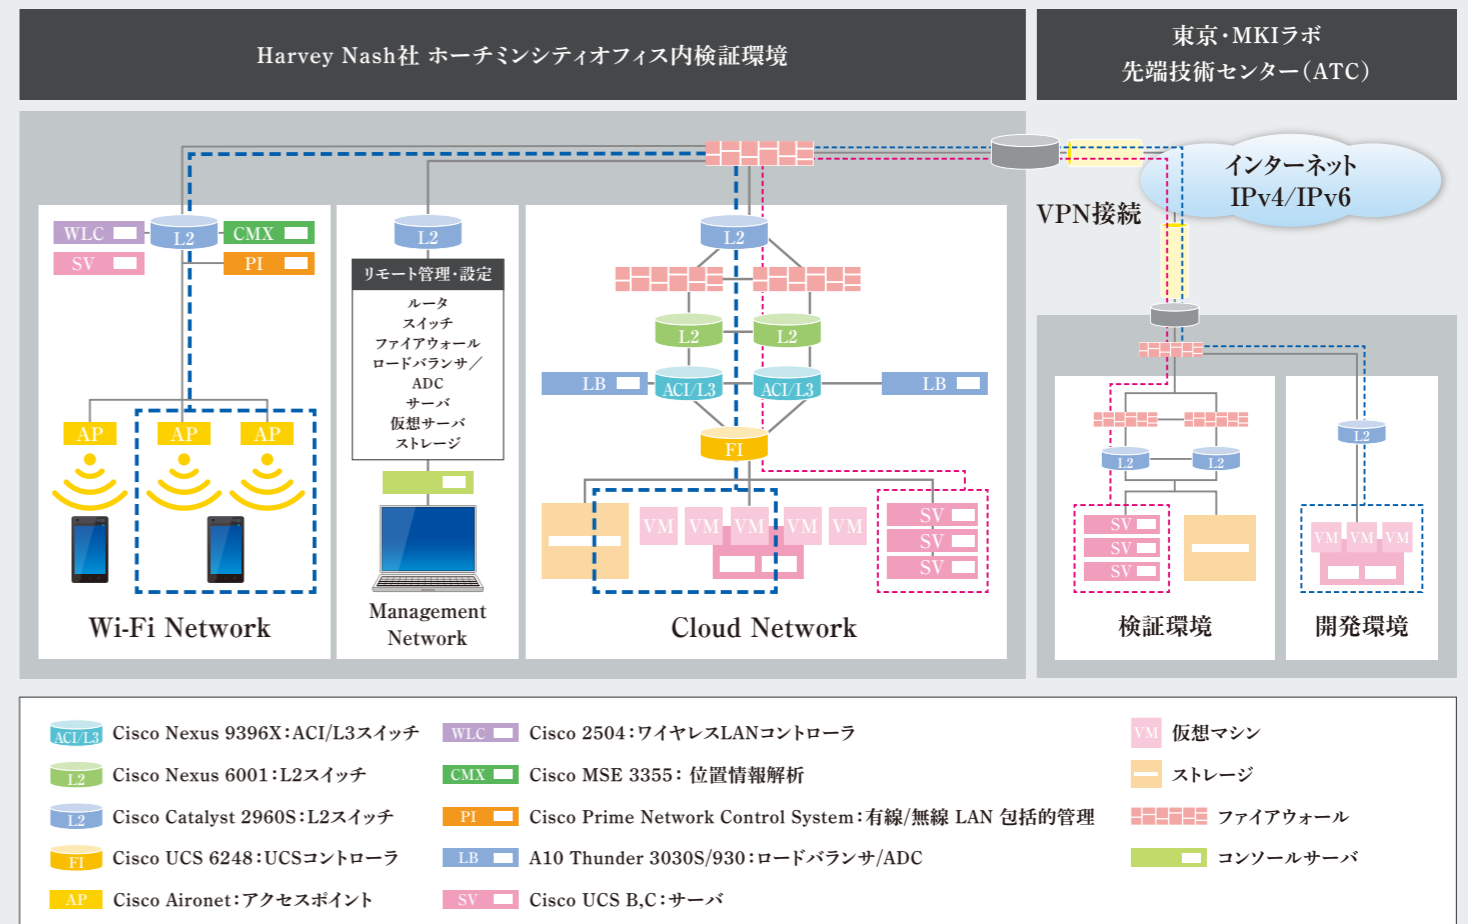 Harvey Nash社 ホーチミンシティオフィス内検証環境
東京・MKIラボ
先端技術センター（ATC）
インターネット
IPv4/IPv6
VPN接続
WLC
L2
CMX
SV
PI
AP
AP
AP
Wi-Fi Network
L2
リモート管理・設定
ルータ
スイッチ
ファイアウォール
ロードバランサ／
ADC
サーバ
仮想サーバ
ストレージ
Management
Network
L2
L2
L2
LB
ACI/L3
ACI/L3
LB
FI
VM
VM
VM
VM
VM
SV
SV
SV
Cloud Network
L2
L2
SV
SV
SV
検証環境
L2
VM
VM
VM
開発環境
ACI/L3 Cisco Nexus 9396X：ACI/L3スイッチ
L2 Cisco Nexus 6001：L2スイッチ
L2 Cisco Catalyst 2960S：L2スイッチ
FI Cisco UCS 6248：UCSコントローラ
AP Cisco Aironet：アクセスポイント
WLC Cisco 2504：ワイヤレスLANコントローラ
CMX Cisco MSE 3355： 位置情報解析
PI Cisco Prime Network Control System：有線/無線 LAN 包括的管理
LB A10 Thunder 3030S/930：ロードバランサ/ADC
SV Cisco UCS B,C：サーバ
VM 仮想マシン
ストレージ
ファイアウォール
コンソールサーバ